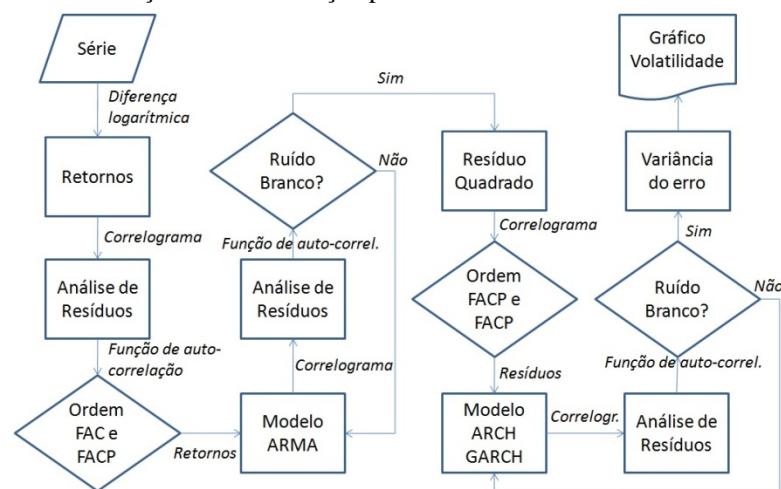 Série
Diferença
logarítmica
Retornos
Correlograma
Análise de
Resíduos
Função de auto-
correlação
Ordem
FAC e
FACP
Retornos
Modelo
ARMA
Correlograma
Análise de
Resíduos
Função de auto-correl.
Ruído
Branco?
Não
Sim
Resíduo
Quadrado
Correlograma
Ordem
FACP e
FACP
Resíduos
Modelo
ARCH
GARCH
Correlogr.
Análise de
Resíduos
Função de auto-correl.
Ruído
Branco?
Não
Sim
Variância
do erro
Gráfico
Volatilidade